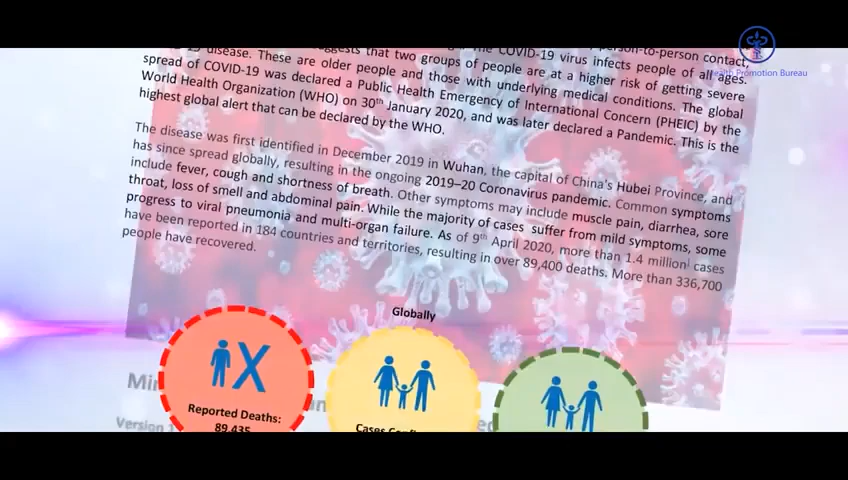 Health Promotion Bureau
19 disease. These are older people and those with underlying medical conditions. The global
spread of COVID-19 was declared a Public Health Emergency of International Concern (PHEIC) by the
World Health Organization (WHO) on 30th January 2020, and was later declared a Pandemic. This is the
highest global alert that can be declared by the WHO.
The disease was first identified in December 2019 in Wuhan, the capital of China's Hubei Province, and
has since spread globally, resulting in the ongoing 2019–20 Coronavirus pandemic. Common symptoms
include fever, cough and shortness of breath. Other symptoms may include muscle pain, diarrhea, sore
throat, loss of smell and abdominal pain. While the majority of cases suffer from mild symptoms, some
progress to viral pneumonia and multi-organ failure. As of 9th April 2020, more than 1.4 million cases
have been reported in 184 countries and territories, resulting in over 89,400 deaths. More than 336,700
people have recovered.
Globally
Reported Deaths:
89,435
Cases
Version